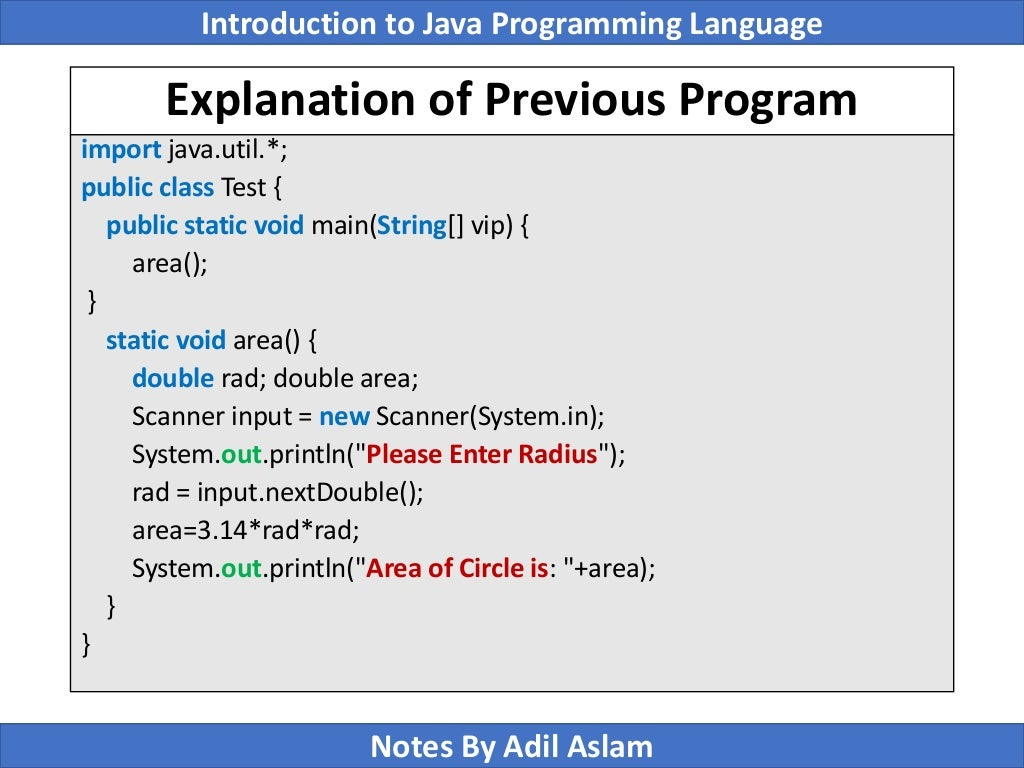 Introduction to Java Programming Language
Explanation of Previous Program
import java.util.*;
public class Test {
public static void main(String[] vip) {
area();
}
static void area() {
double rad; double area;
Scanner input = new Scanner(System.in);
System.out.println("Please Enter Radius");
rad = input.nextDouble();
area=3.14*rad*rad;
System.out.println("Area of Circle is: "+area);
}
}
Notes By Adil Aslam